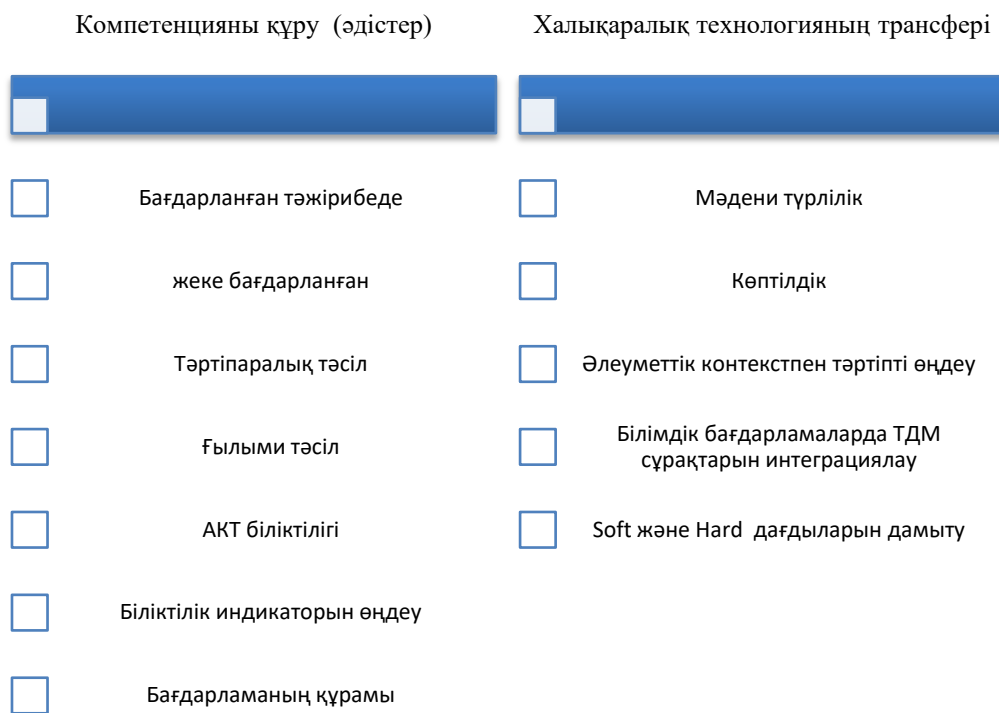 Компетенцияны құру (әдістер)
Бағдарланған тәжірибеде
жеке бағдарланған
Тәртіпаралық тәсіл
Ғылыми тәсіл
АКТ біліктілігі
Біліктілік индикаторын өңдеу
Бағдарламаның құрамы
Халықаралық технологияның трансфері
Мәдени түрлілік
Көптілдік
Әлеуметтік контекстпен тәртіпті өңдеу
Білімдік бағдарламаларда ТДМ
сұрақтарын интеграциялау
Soft және Hard дағдыларын дамыту